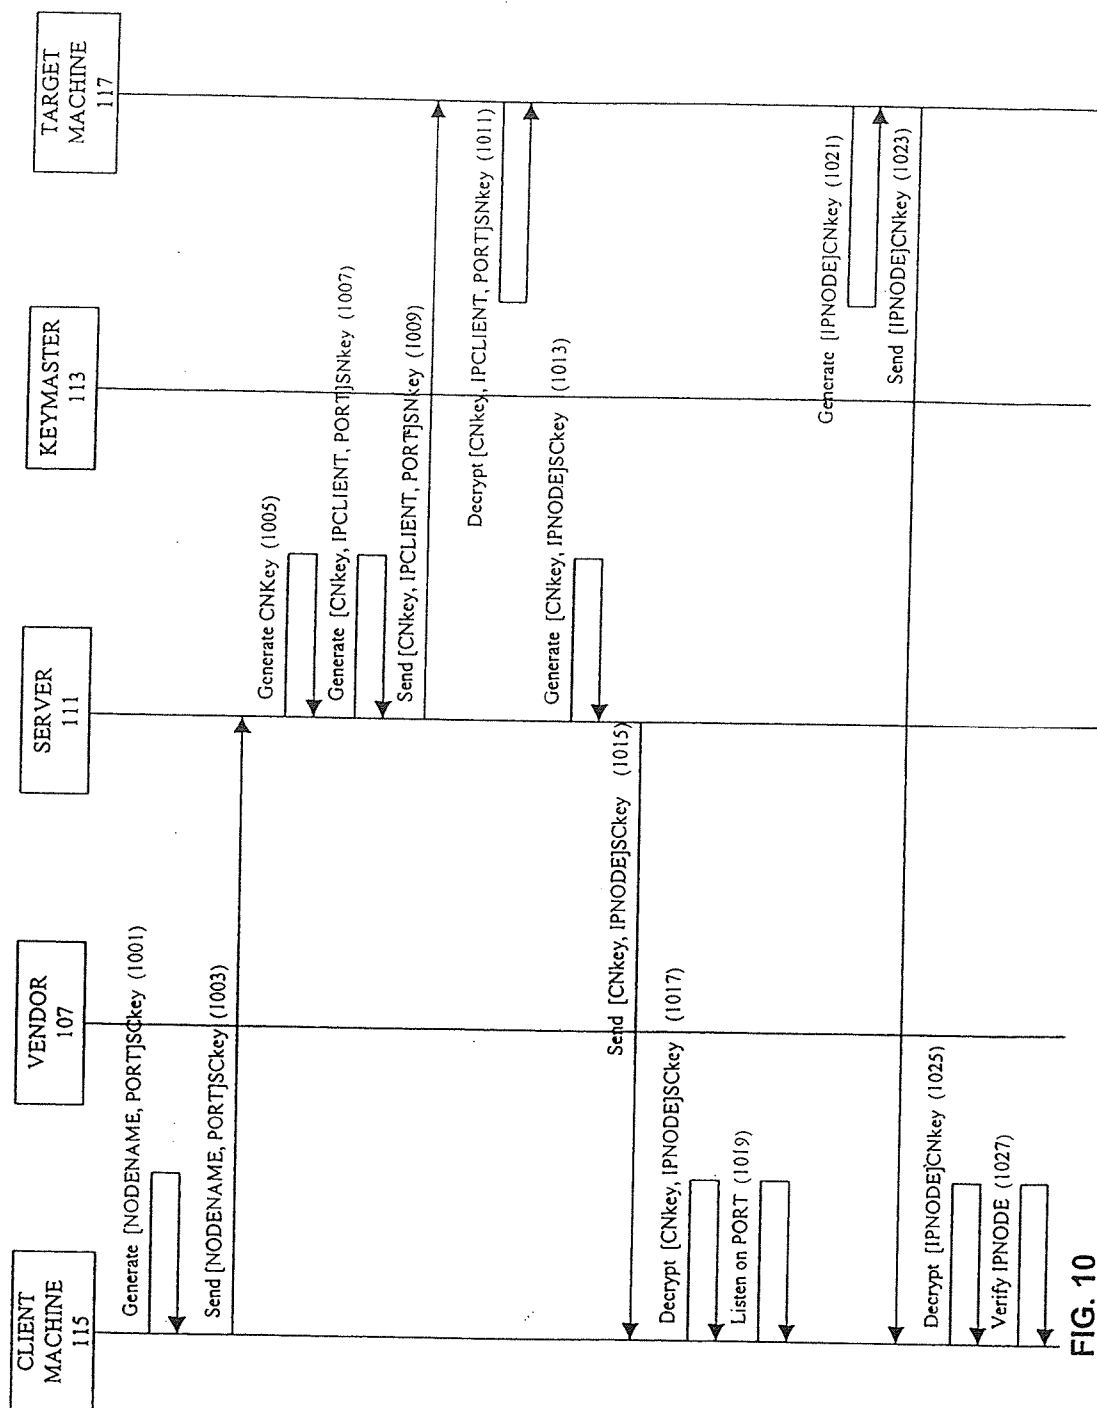 CLIENT
MACHINE
115
VENDOR
107
SERVER
111
KEYMASTER
113
TARGET
MACHINE
117
Generate [NODENAME, PORT]SCkey (1001)
Send [NODENAME, PORT]SCkey (1003)
Generate CNKey (1005)
Generate [CNkey, IPCLIENT, PORT]SNkey (1007)
Send [CNkey, IPCLIENT, PORT]SNkey (1009)
Decrypt [CNkey, IPCLIENT, PORT]SNkey (1011)
Generate [CNkey, IPNODE]SCkey (1013)
Send [CNkey, IPNODE]SCkey (1015)
Decrypt [CNkey, IPNODE]SCkey (1017)
Listen on PORT (1019)
Generate [IPNODE]CNkey (1021)
Send [IPNODE]CNkey (1023)
Decrypt [IPNODE]CNkey (1025)
Verify IPNODE (1027)
FIG. 10